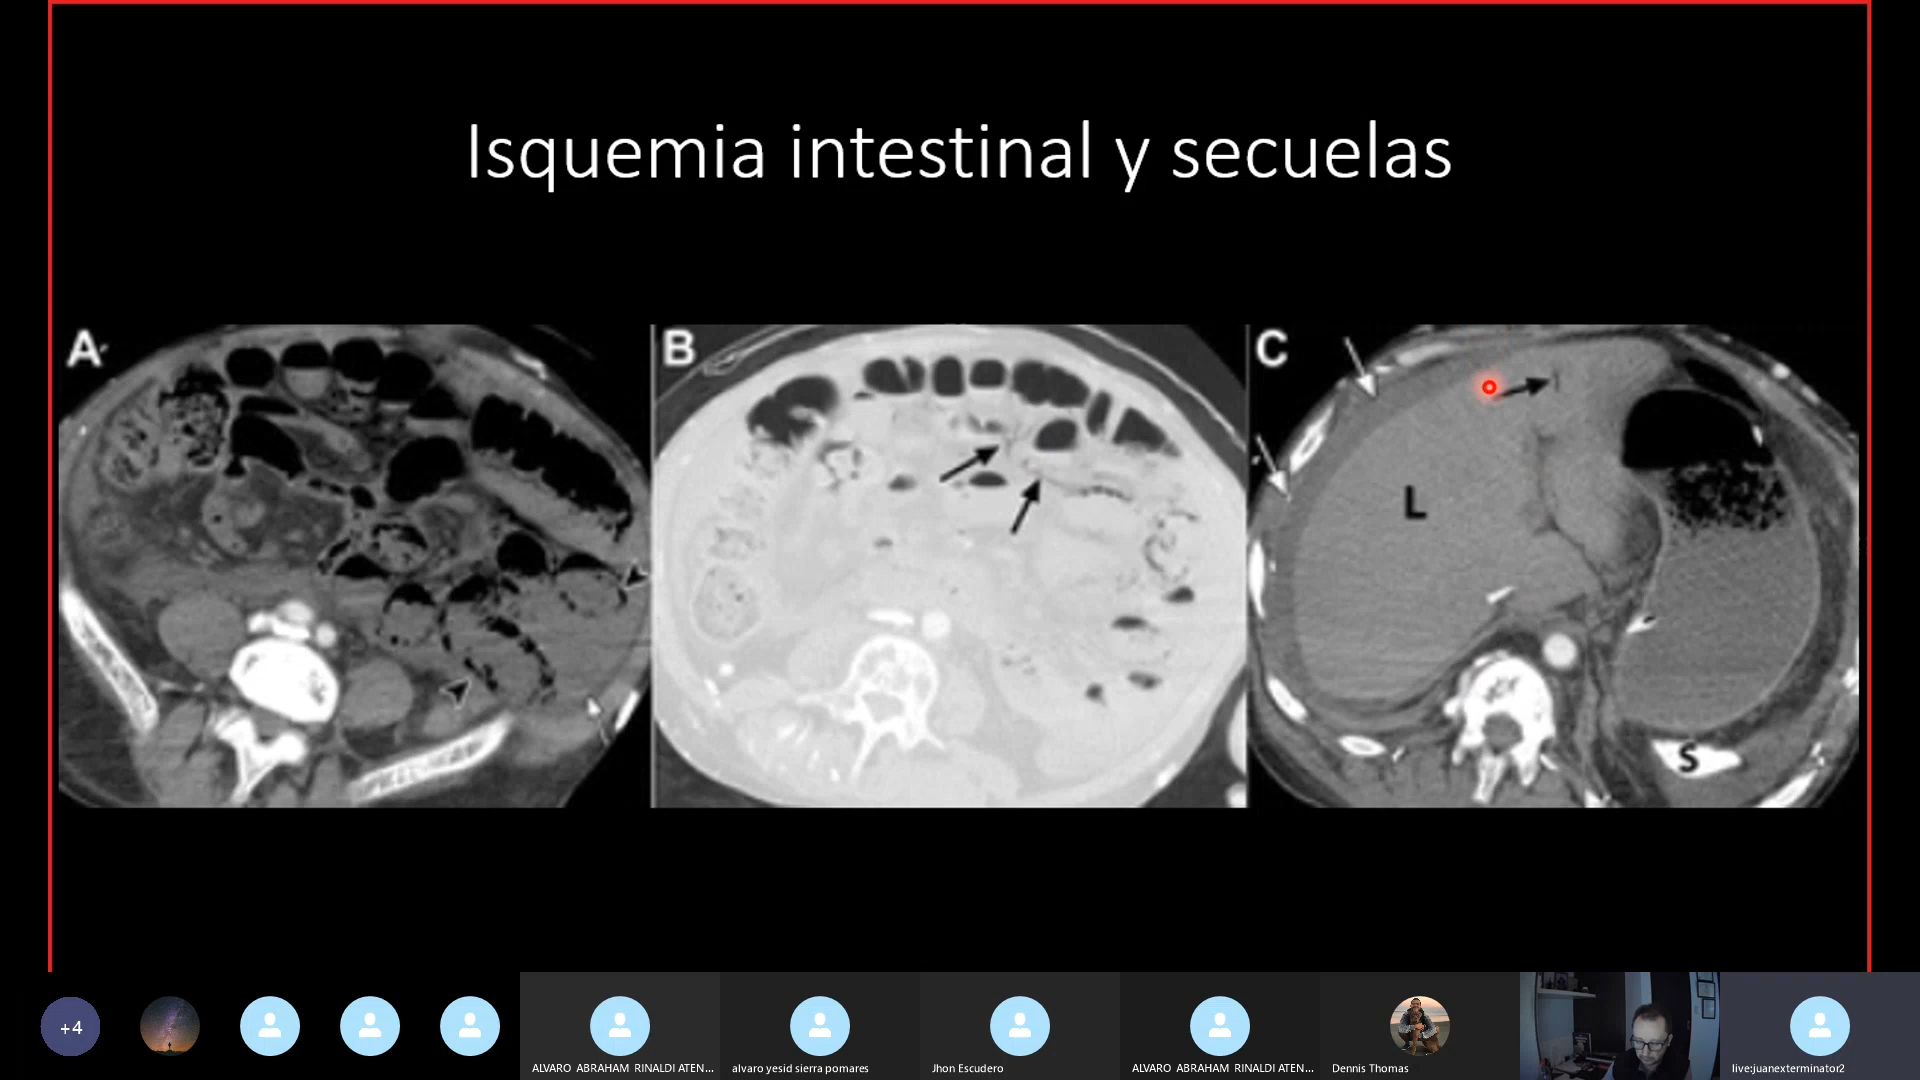 Isquemia intestinal y secuelas
A
B
C
L
S
+4
ALVARO ABRAHAM RINALDI ATEN...
alvaro yesid sierra pomares
Jhon Escudero
ALVARO ABRAHAM RINALDI ATEN...
Dennis Thomas
live:juanexterminator2